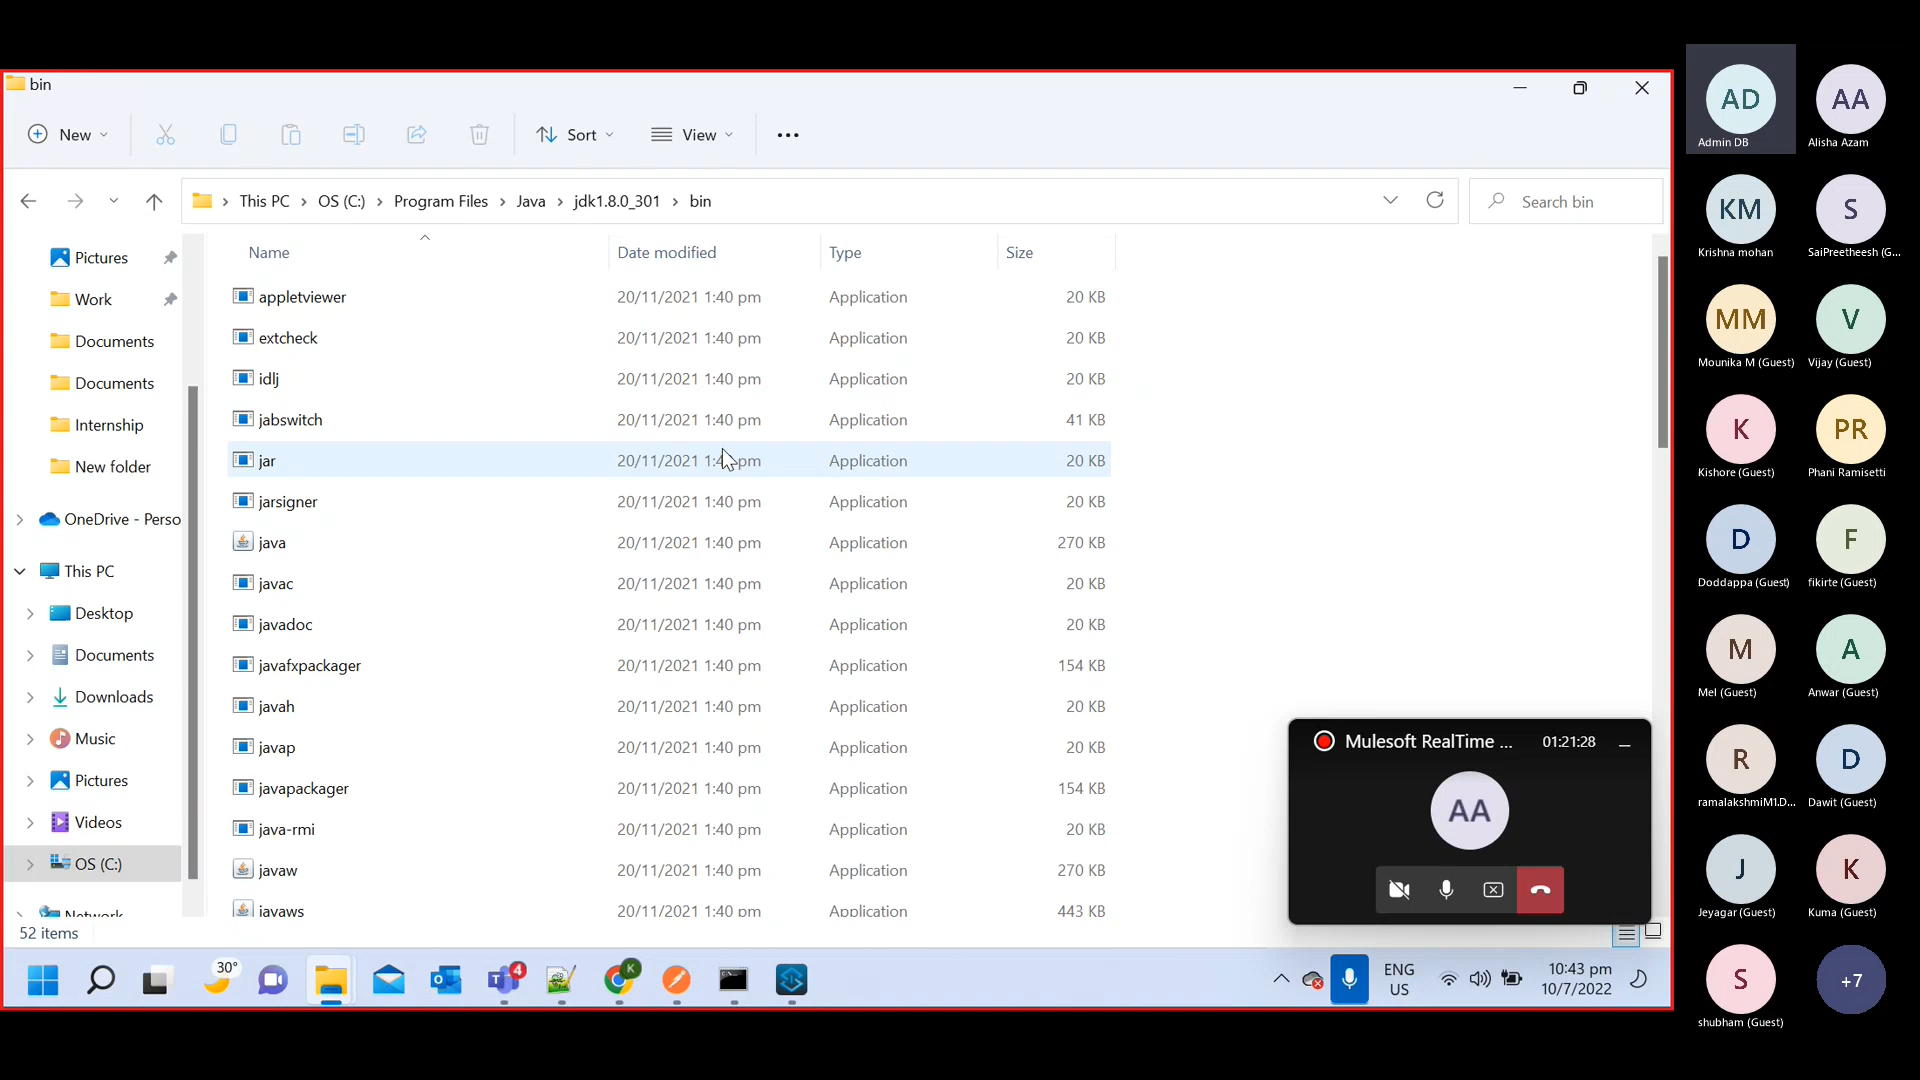 bin
New
Sort
View
This PC > OS (C:) > Program Files > Java > jdk1.8.0_301 > bin
Search bin
Pictures
Work
Documents
Documents
Internship
New folder
OneDrive - Perso
This PC
Desktop
Documents
Downloads
Music
Pictures
Videos
OS (C:)
Network
52 items
Name Date modified Type Size
appletviewer 20/11/2021 1:40 pm Application 20 KB
extcheck 20/11/2021 1:40 pm Application 20 KB
idlj 20/11/2021 1:40 pm Application 20 KB
jabswitch 20/11/2021 1:40 pm Application 41 KB
jar 20/11/2021 1:40 pm Application 20 KB
jarsigner 20/11/2021 1:40 pm Application 20 KB
java 20/11/2021 1:40 pm Application 270 KB
javac 20/11/2021 1:40 pm Application 20 KB
javadoc 20/11/2021 1:40 pm Application 20 KB
javafxpackager 20/11/2021 1:40 pm Application 154 KB
javah 20/11/2021 1:40 pm Application 20 KB
javap 20/11/2021 1:40 pm Application 20 KB
javapackager 20/11/2021 1:40 pm Application 154 KB
java-rmi 20/11/2021 1:40 pm Application 20 KB
javaw 20/11/2021 1:40 pm Application 270 KB
javaws 20/11/2021 1:40 pm Application 443 KB
Mulesoft RealTime ... 01:21:28
AA
30°
4
K
ENG
US
10:43 pm
10/7/2022
AD
Admin DB
AA
Alisha Azam
KM
Krishna mohan
S
SaiPreetheesh (G...
MM
Mounika M (Guest)
V
Vijay (Guest)
K
Kishore (Guest)
PR
Phani Ramisetti
D
Doddappa (Guest)
F
fikirte (Guest)
M
Mel (Guest)
A
Anwar (Guest)
R
ramalakshmiM1.D...
D
Dawit (Guest)
J
Jeyagar (Guest)
K
Kuma (Guest)
S
shubham (Guest)
+7